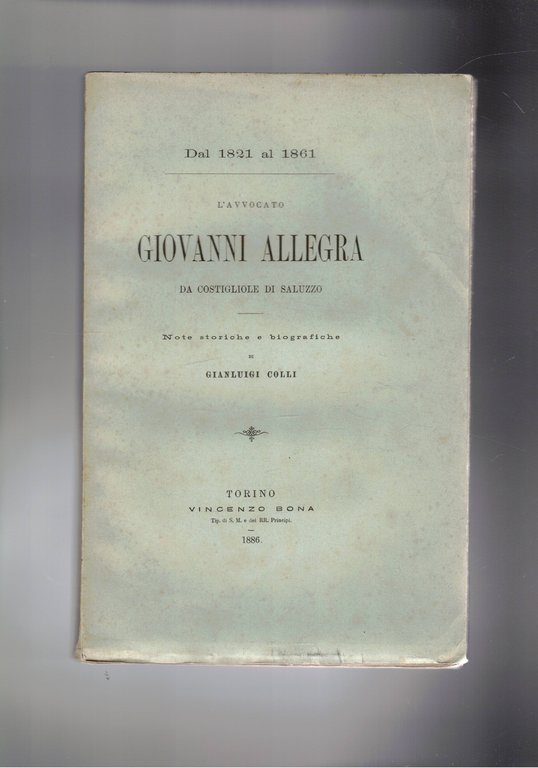 Dal 1821 al 1861
L'AVVOCATO
GIOVANNI ALLEGRA
DA COSTIGLIOLE DI SALUZZO
Note storiche e biografiche
DI
GIANLUIGI COLLI
TORINO
VINCENZO BONA
Tip. di S. M. e dei RR. Principi.
1886.